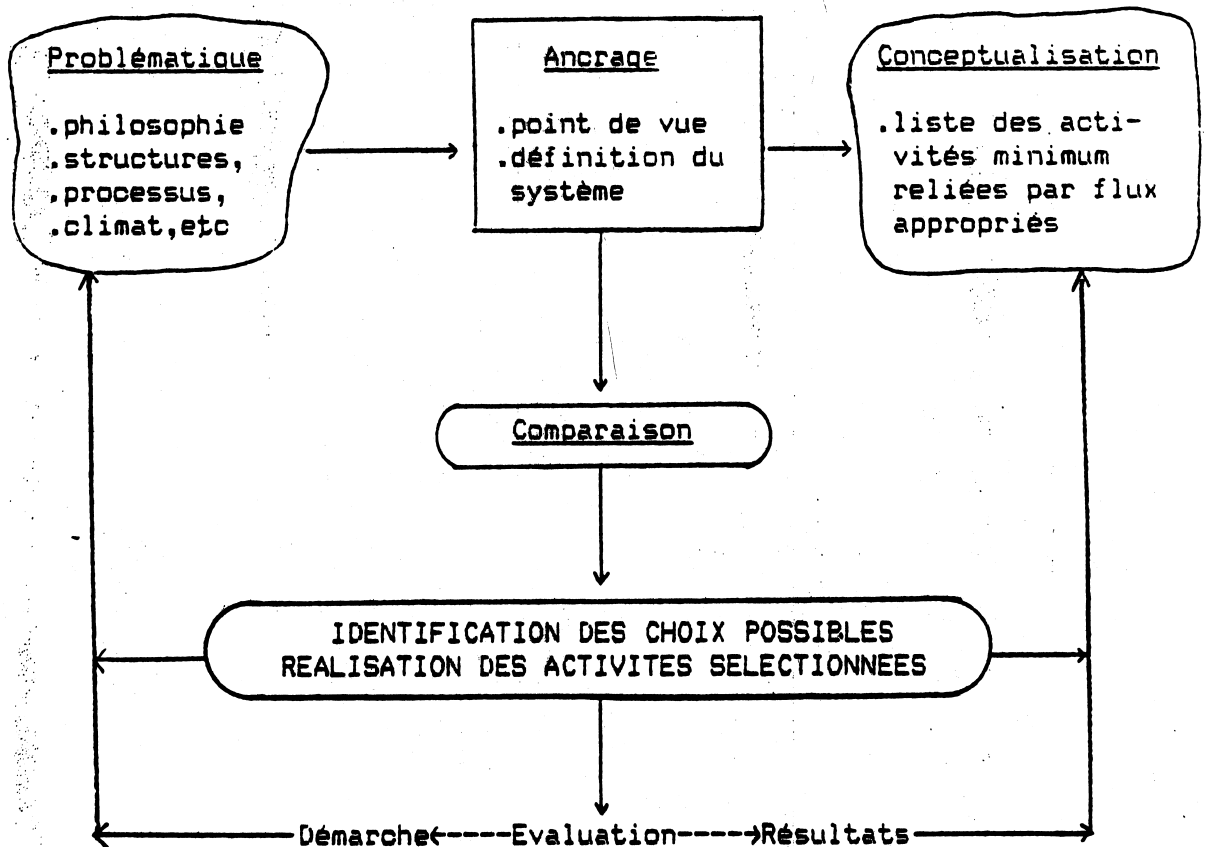 Problématique
.philosophie
.structures,
.processus,
.climat,etc
Ancrage
.point de vue
.définition du
système
Conceptualisation
.liste des acti-
vités minimum
reliées par flux
appropriés
Comparaison
IDENTIFICATION DES CHOIX POSSIBLES
REALISATION DES ACTIVITES SELECTIONNEES
Démarche<----Evaluation---->Résultats